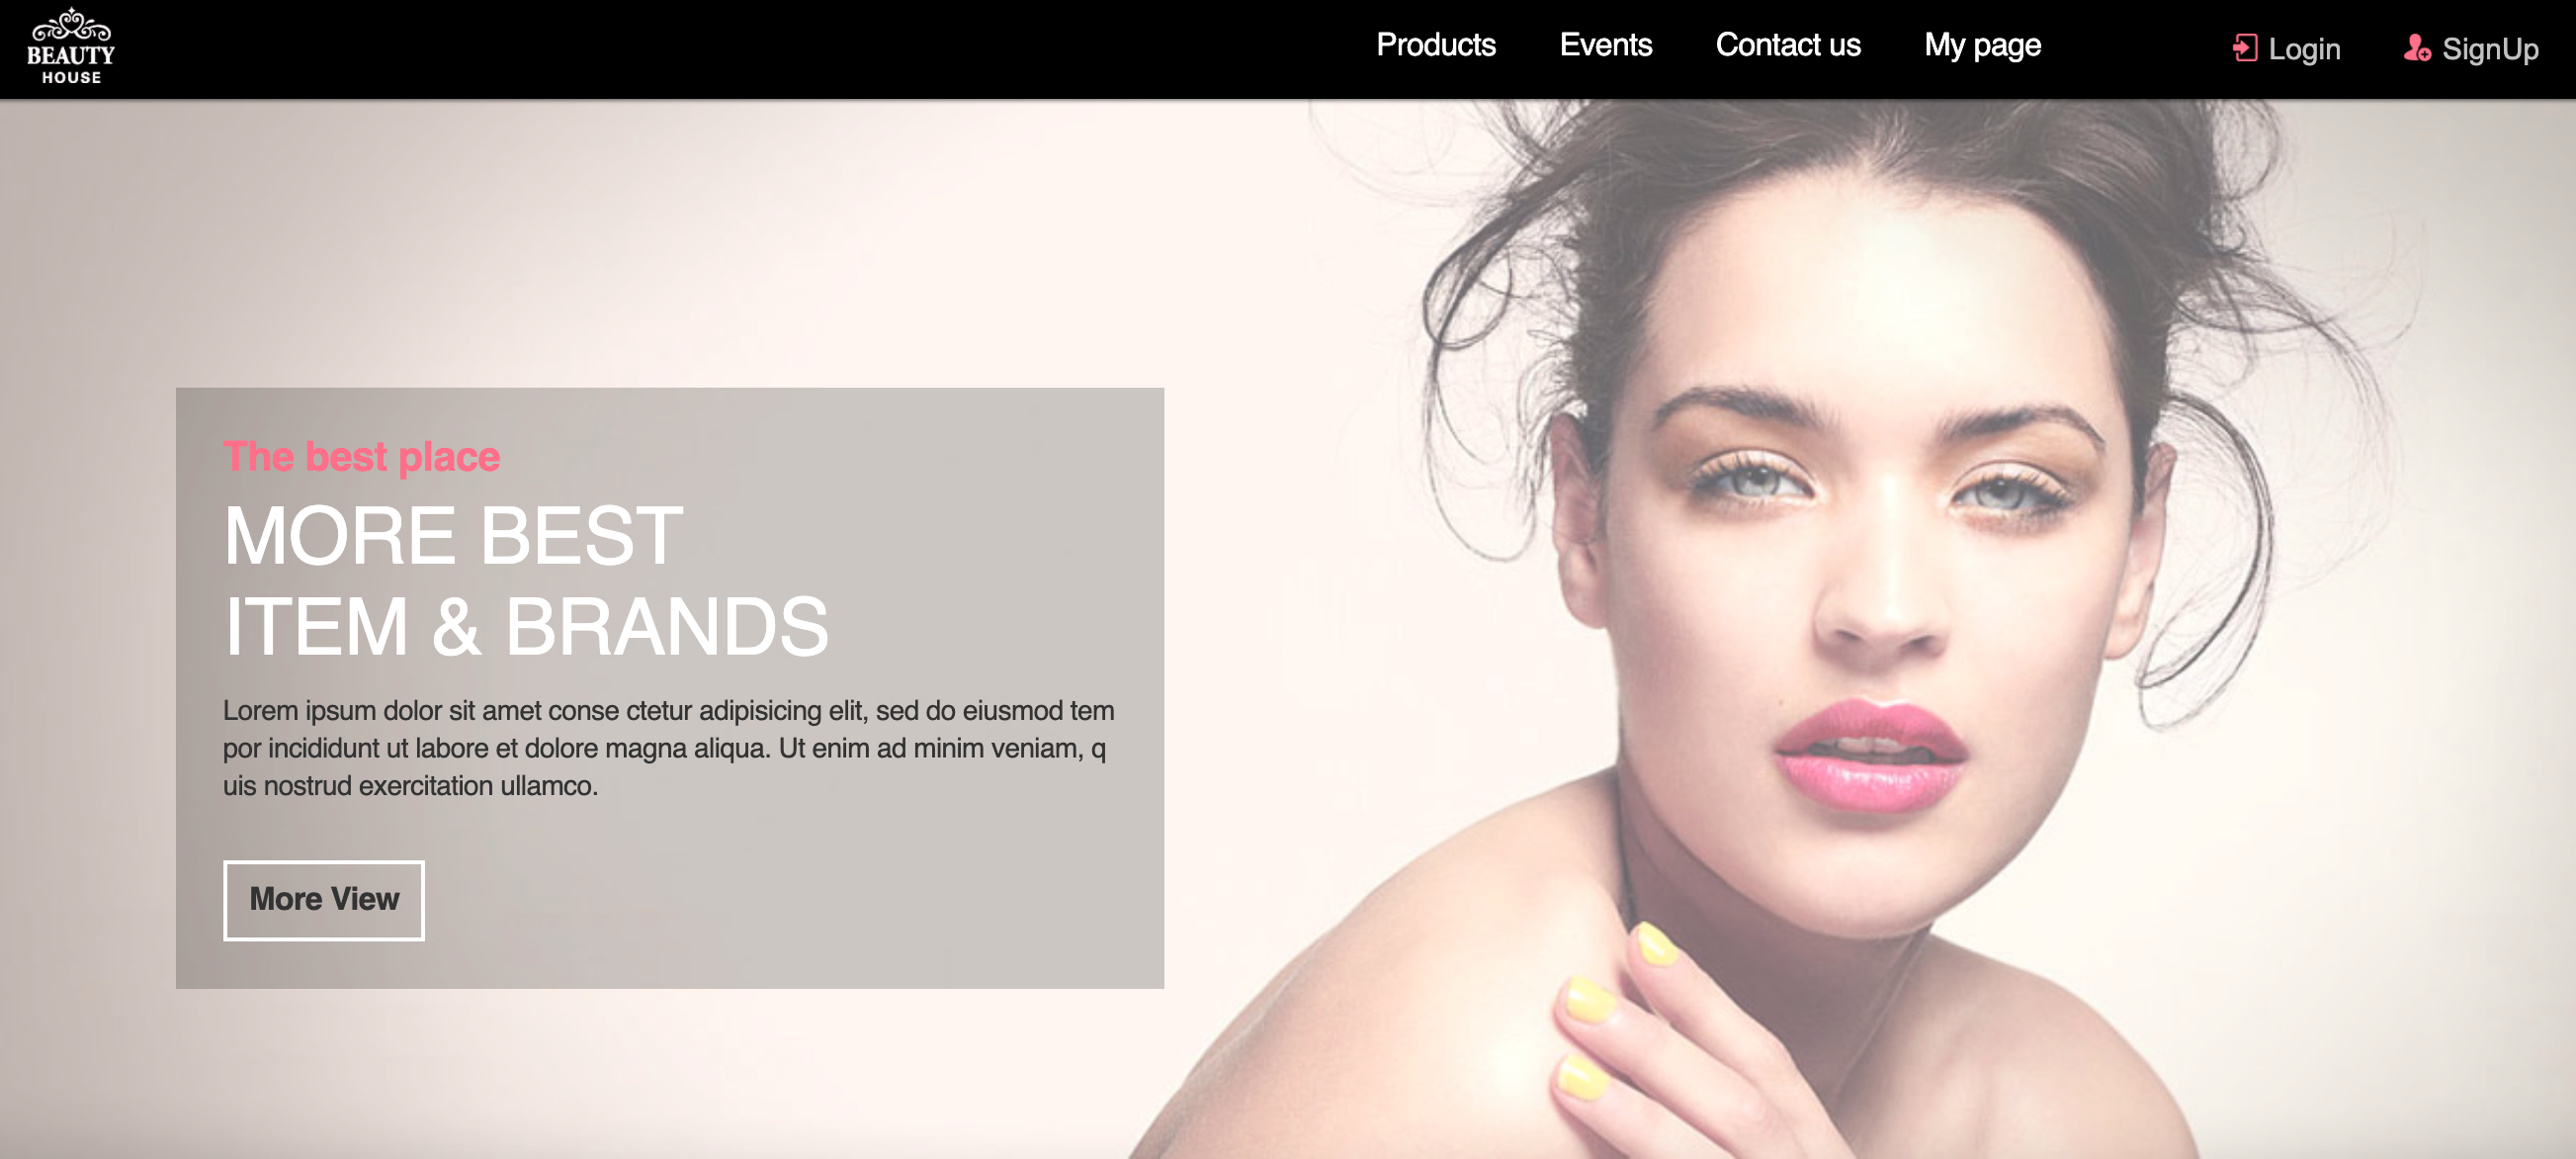 BEAUTY
HOUSE
Products
Events
Contact us
My page
Login
SignUp
The best place
MORE BEST
ITEM & BRANDS
Lorem ipsum dolor sit amet conse ctetur adipisicing elit, sed do eiusmod tem
por incididunt ut labore et dolore magna aliqua. Ut enim ad minim veniam, q
uis nostrud exercitation ullamco.
More View